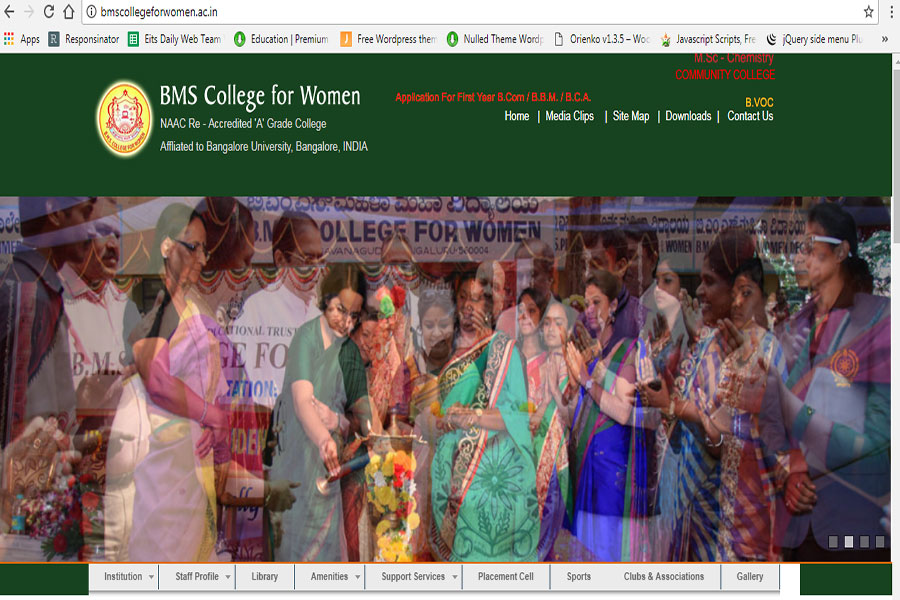 bmscollegeforwomen.ac.in
Apps Responsinator Eits Daily Web Team Education | Premium Free Wordpress them Nulled Theme Wordp Orienko v1.3.5 – Woo Javascript Scripts, Fre jQuery side menu Plu »
M.Sc - Chemistry
COMMUNITY COLLEGE
BMS College for Women
NAAC Re - Accredited 'A' Grade College
Affliated to Bangalore University, Bangalore, INDIA
Application For First Year B.Com / B.B.M. / B.C.A.
B.VOC
Home | Media Clips | Site Map | Downloads | Contact Us
COLLEGE FOR WOMEN
B.M.S
Institution Staff Profile Library Amenities Support Services Placement Cell Sports Clubs & Associations Gallery